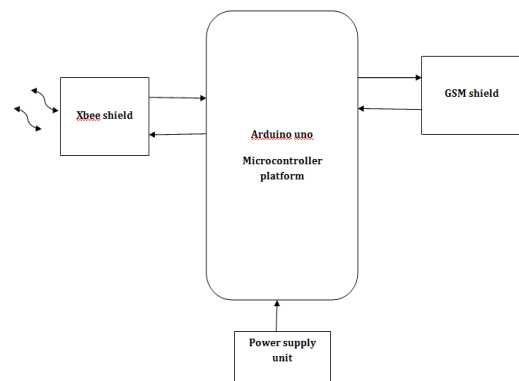 Xbee shield
Arduino uno
Microcontroller
platform
GSM shield
Power supply
unit